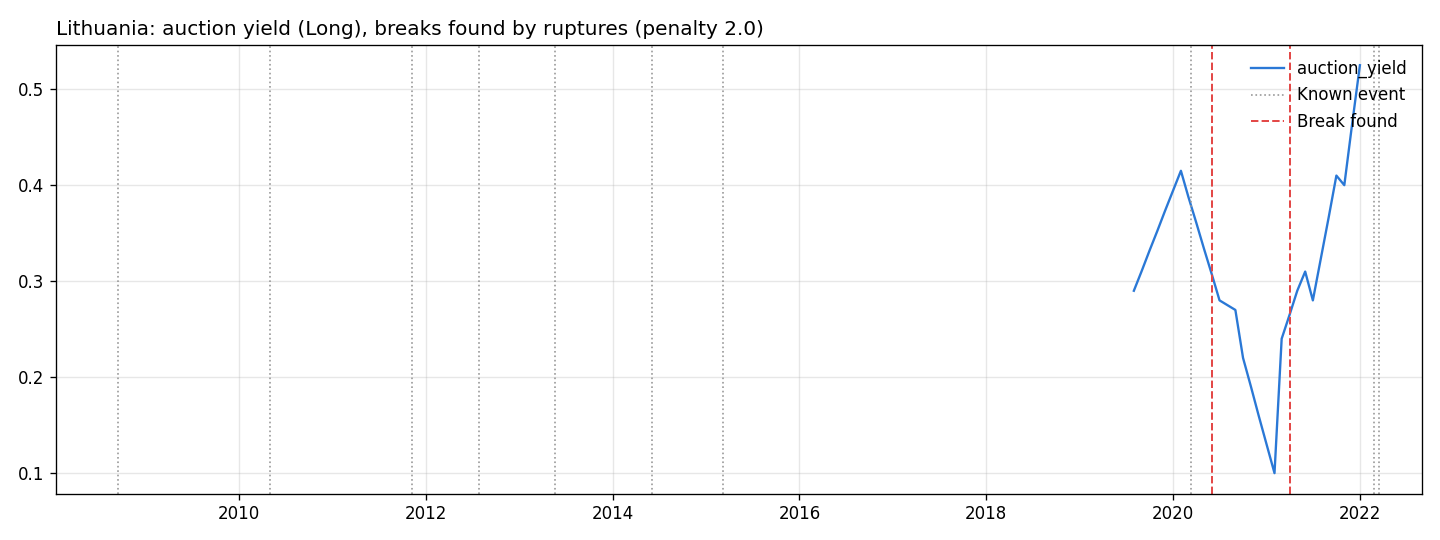 Lithuania: auction yield (Long), breaks found by ruptures (penalty 2.0)
auction_yield
Known event
Break found
0.5
0.4
0.3
0.2
0.1
2010 2012 2014 2016 2018 2020 2022